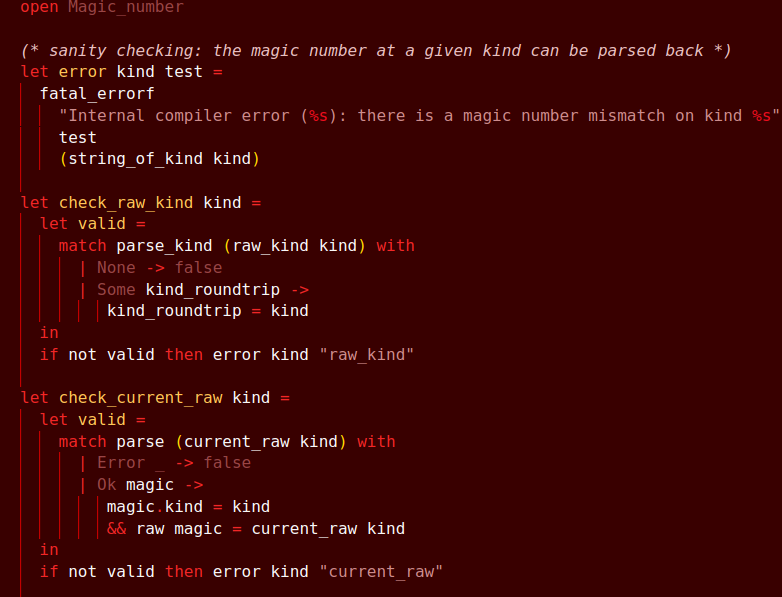 open Magic_number
(* sanity checking: the magic number at a given kind can be parsed back *)
let error kind test =
fatal_errorf
"Internal compiler error (%s): there is a magic number mismatch on kind %s"
test
(string_of_kind kind)
let check_raw_kind kind =
let valid =
match parse_kind (raw_kind kind) with
| None -> false
| Some kind_roundtrip ->
kind_roundtrip = kind
in
if not valid then error kind "raw_kind"
let check_current_raw kind =
let valid =
match parse (current_raw kind) with
| Error _ -> false
| Ok magic ->
magic.kind = kind
&& raw magic = current_raw kind
in
if not valid then error kind "current_raw"